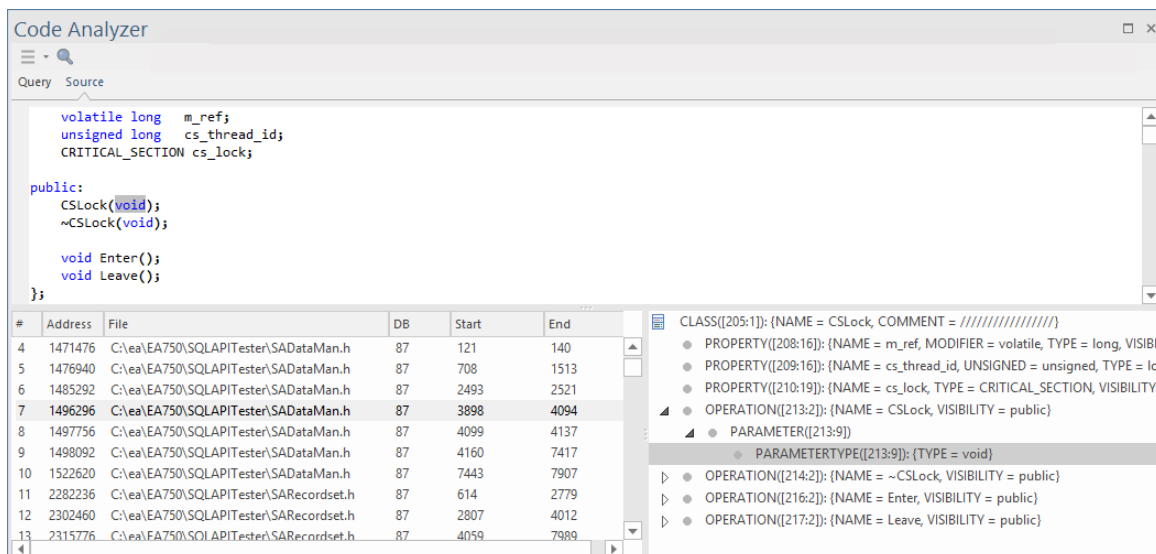 Code Analyzer
Query Source
volatile long m_ref;
unsigned long cs_thread_id;
CRITICAL_SECTION cs_lock;
public:
CSLock(void);
~CSLock(void);
void Enter();
void Leave();
};
# Address File DB Start End
4 1471476 C:\ea\EA750\SQLAPITester\SADataMan.h 87 121 140
5 1476940 C:\ea\EA750\SQLAPITester\SADataMan.h 87 708 1513
6 1485292 C:\ea\EA750\SQLAPITester\SADataMan.h 87 2493 2521
7 1496296 C:\ea\EA750\SQLAPITester\SADataMan.h 87 3898 4094
8 1497756 C:\ea\EA750\SQLAPITester\SADataMan.h 87 4099 4137
9 1498092 C:\ea\EA750\SQLAPITester\SADataMan.h 87 4160 7417
10 1522620 C:\ea\EA750\SQLAPITester\SADataMan.h 87 7443 7907
11 2282236 C:\ea\EA750\SQLAPITester\SARecordset.h 87 614 2779
12 2302460 C:\ea\EA750\SQLAPITester\SARecordset.h 87 2807 4012
13 2315776 C:\ea\EA750\SQLAPITester\SARecordset.h 87 4059 7989
CLASS([205:1]): {NAME = CSLock, COMMENT = /////////////////}
PROPERTY([208:16]): {NAME = m_ref, MODIFIER = volatile, TYPE = long, VISIBI
PROPERTY([209:16]): {NAME = cs_thread_id, UNSIGNED = unsigned, TYPE = lo
PROPERTY([210:19]): {NAME = cs_lock, TYPE = CRITICAL_SECTION, VISIBILITY
OPERATION([213:2]): {NAME = CSLock, VISIBILITY = public}
PARAMETER([213:9])
PARAMETERTYPE([213:9]): {TYPE = void}
OPERATION([214:2]): {NAME = ~CSLock, VISIBILITY = public}
OPERATION([216:2]): {NAME = Enter, VISIBILITY = public}
OPERATION([217:2]): {NAME = Leave, VISIBILITY = public}